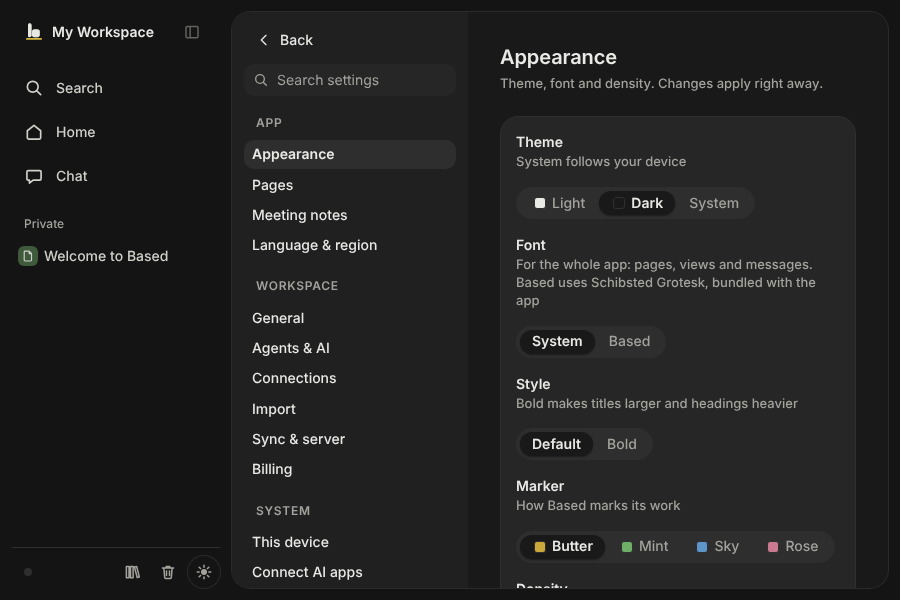 My Workspace
Search
Home
Chat
Private
Welcome to Based
Back
Search settings
APP
Appearance
Pages
Meeting notes
Language & region
WORKSPACE
General
Agents & AI
Connections
Import
Sync & server
Billing
SYSTEM
This device
Connect AI apps
Appearance
Theme, font and density. Changes apply right away.
Theme
System follows your device
Light Dark System
Font
For the whole app: pages, views and messages.
Based uses Schibsted Grotesk, bundled with the
app
System Based
Style
Bold makes titles larger and headings heavier
Default Bold
Marker
How Based marks its work
Butter Mint Sky Rose
Density